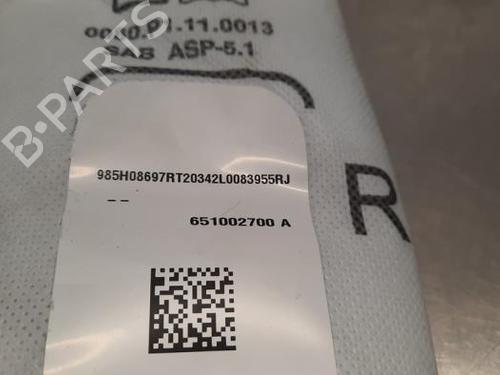 SAB ASP-5.1
985H08697RT20342L0083955RJ
--
651002700 A
R
B-PARTS